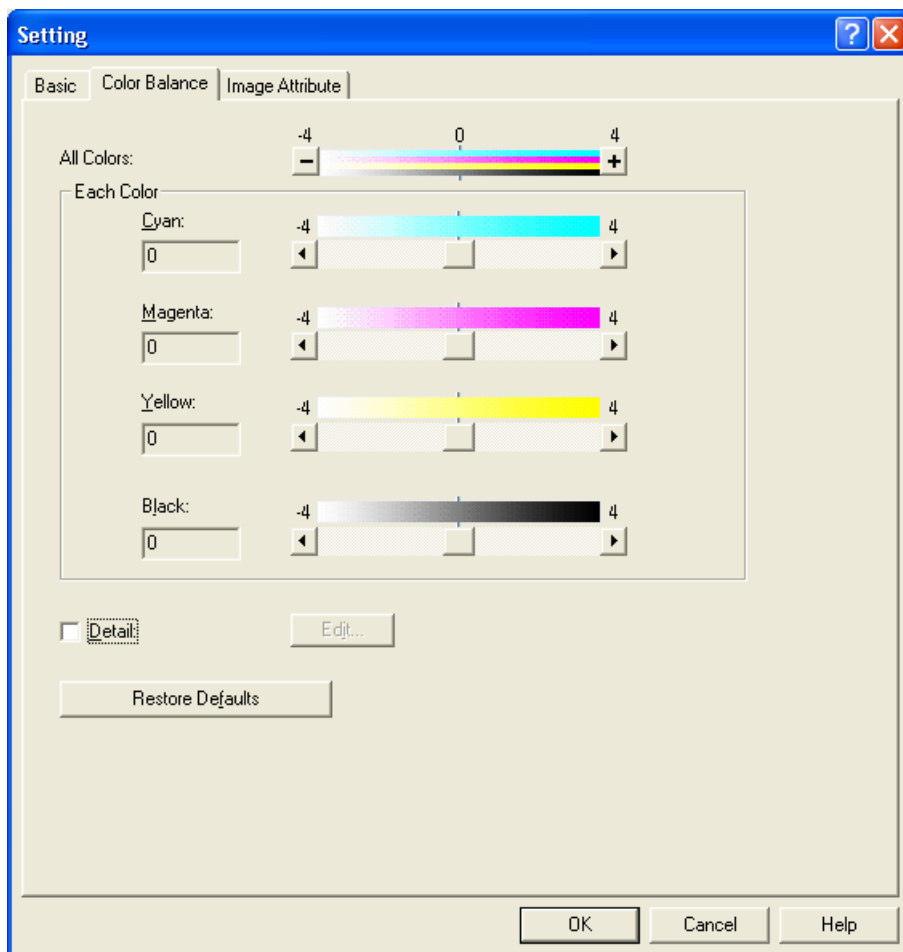 Setting
Basic Color Balance Image Attribute
-4 0 4
All Colors: − +
Each Color
Cyan: -4 4
0
Magenta: -4 4
0
Yellow: -4 4
0
Black: -4 4
0
Detail: Edit...
Restore Defaults
OK Cancel Help